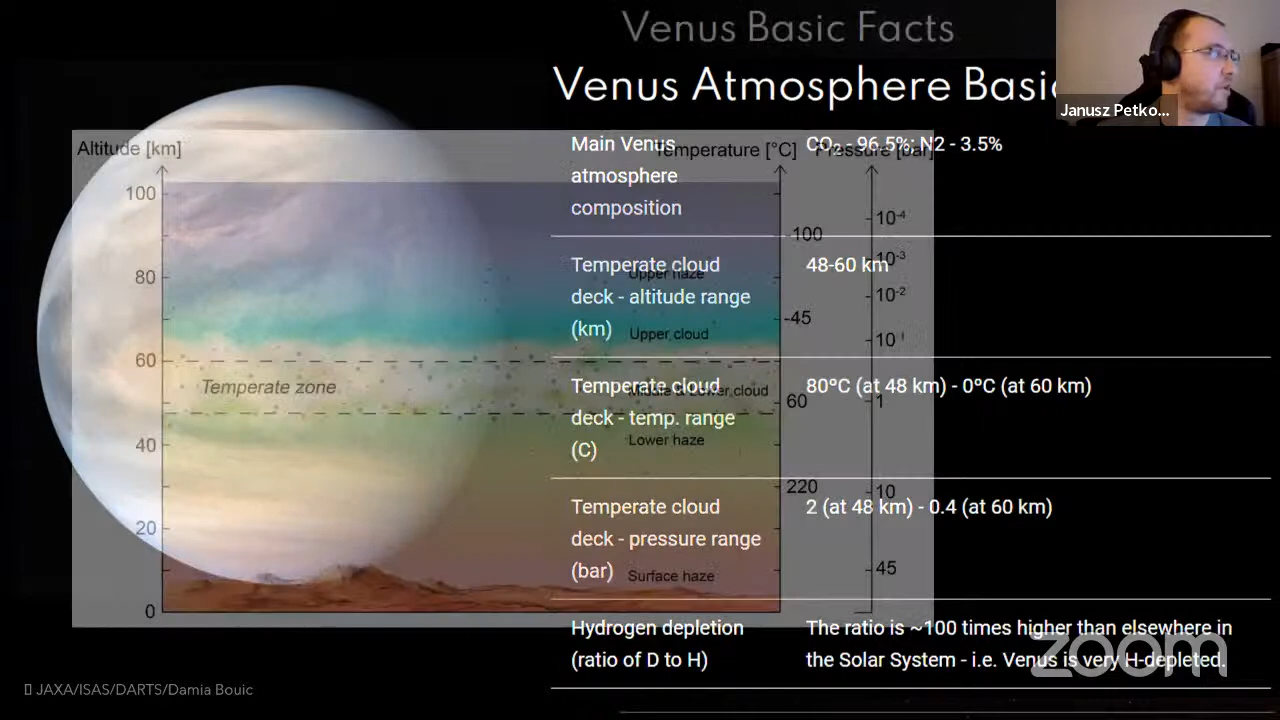 Venus Basic Facts
Venus Atmosphere Basic
Janusz Petko...
Altitude [km]
Temperature [°C]
Pressure [bar]
100
80
60
40
20
0
Temperate zone
Upper haze
Upper cloud
Middle & Lower cloud
Lower haze
Surface haze
-100
-45
60
220
10⁻⁴
10⁻³
10⁻²
1
10
45
Main Venus
atmosphere
composition
CO₂ - 96.5%; N2 - 3.5%
Temperate cloud
deck - altitude range
(km)
48-60 km
Temperate cloud
deck - temp. range
(C)
80°C (at 48 km) - 0°C (at 60 km)
Temperate cloud
deck - pressure range
(bar)
2 (at 48 km) - 0.4 (at 60 km)
Hydrogen depletion
(ratio of D to H)
The ratio is ~100 times higher than elsewhere in
the Solar System - i.e. Venus is very H-depleted.
zoom
JAXA/ISAS/DARTS/Damia Bouic